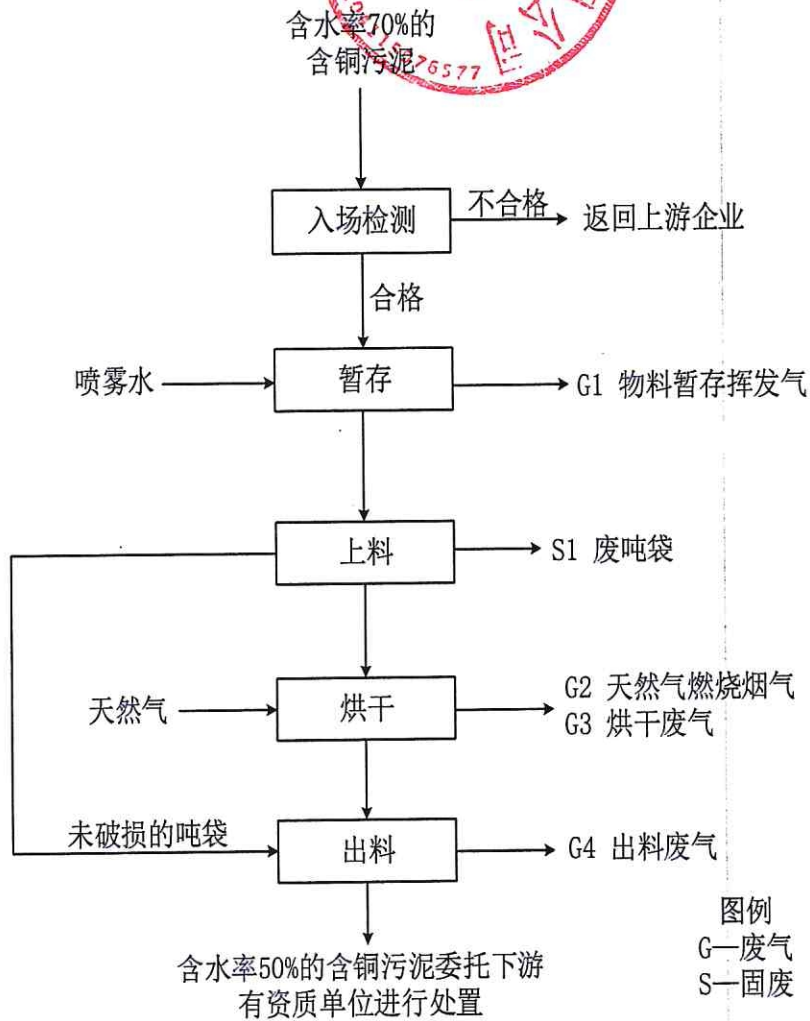 含水率70%的
含铜污泥
76577
公司
入场检测
不合格
返回上游企业
合格
喷雾水
暂存
G1 物料暂存挥发气
上料
S1 废吨袋
天然气
烘干
G2 天然气燃烧烟气
G3 烘干废气
未破损的吨袋
出料
G4 出料废气
含水率50%的含铜污泥委托下游
有资质单位进行处置
图例
G—废气
S—固废